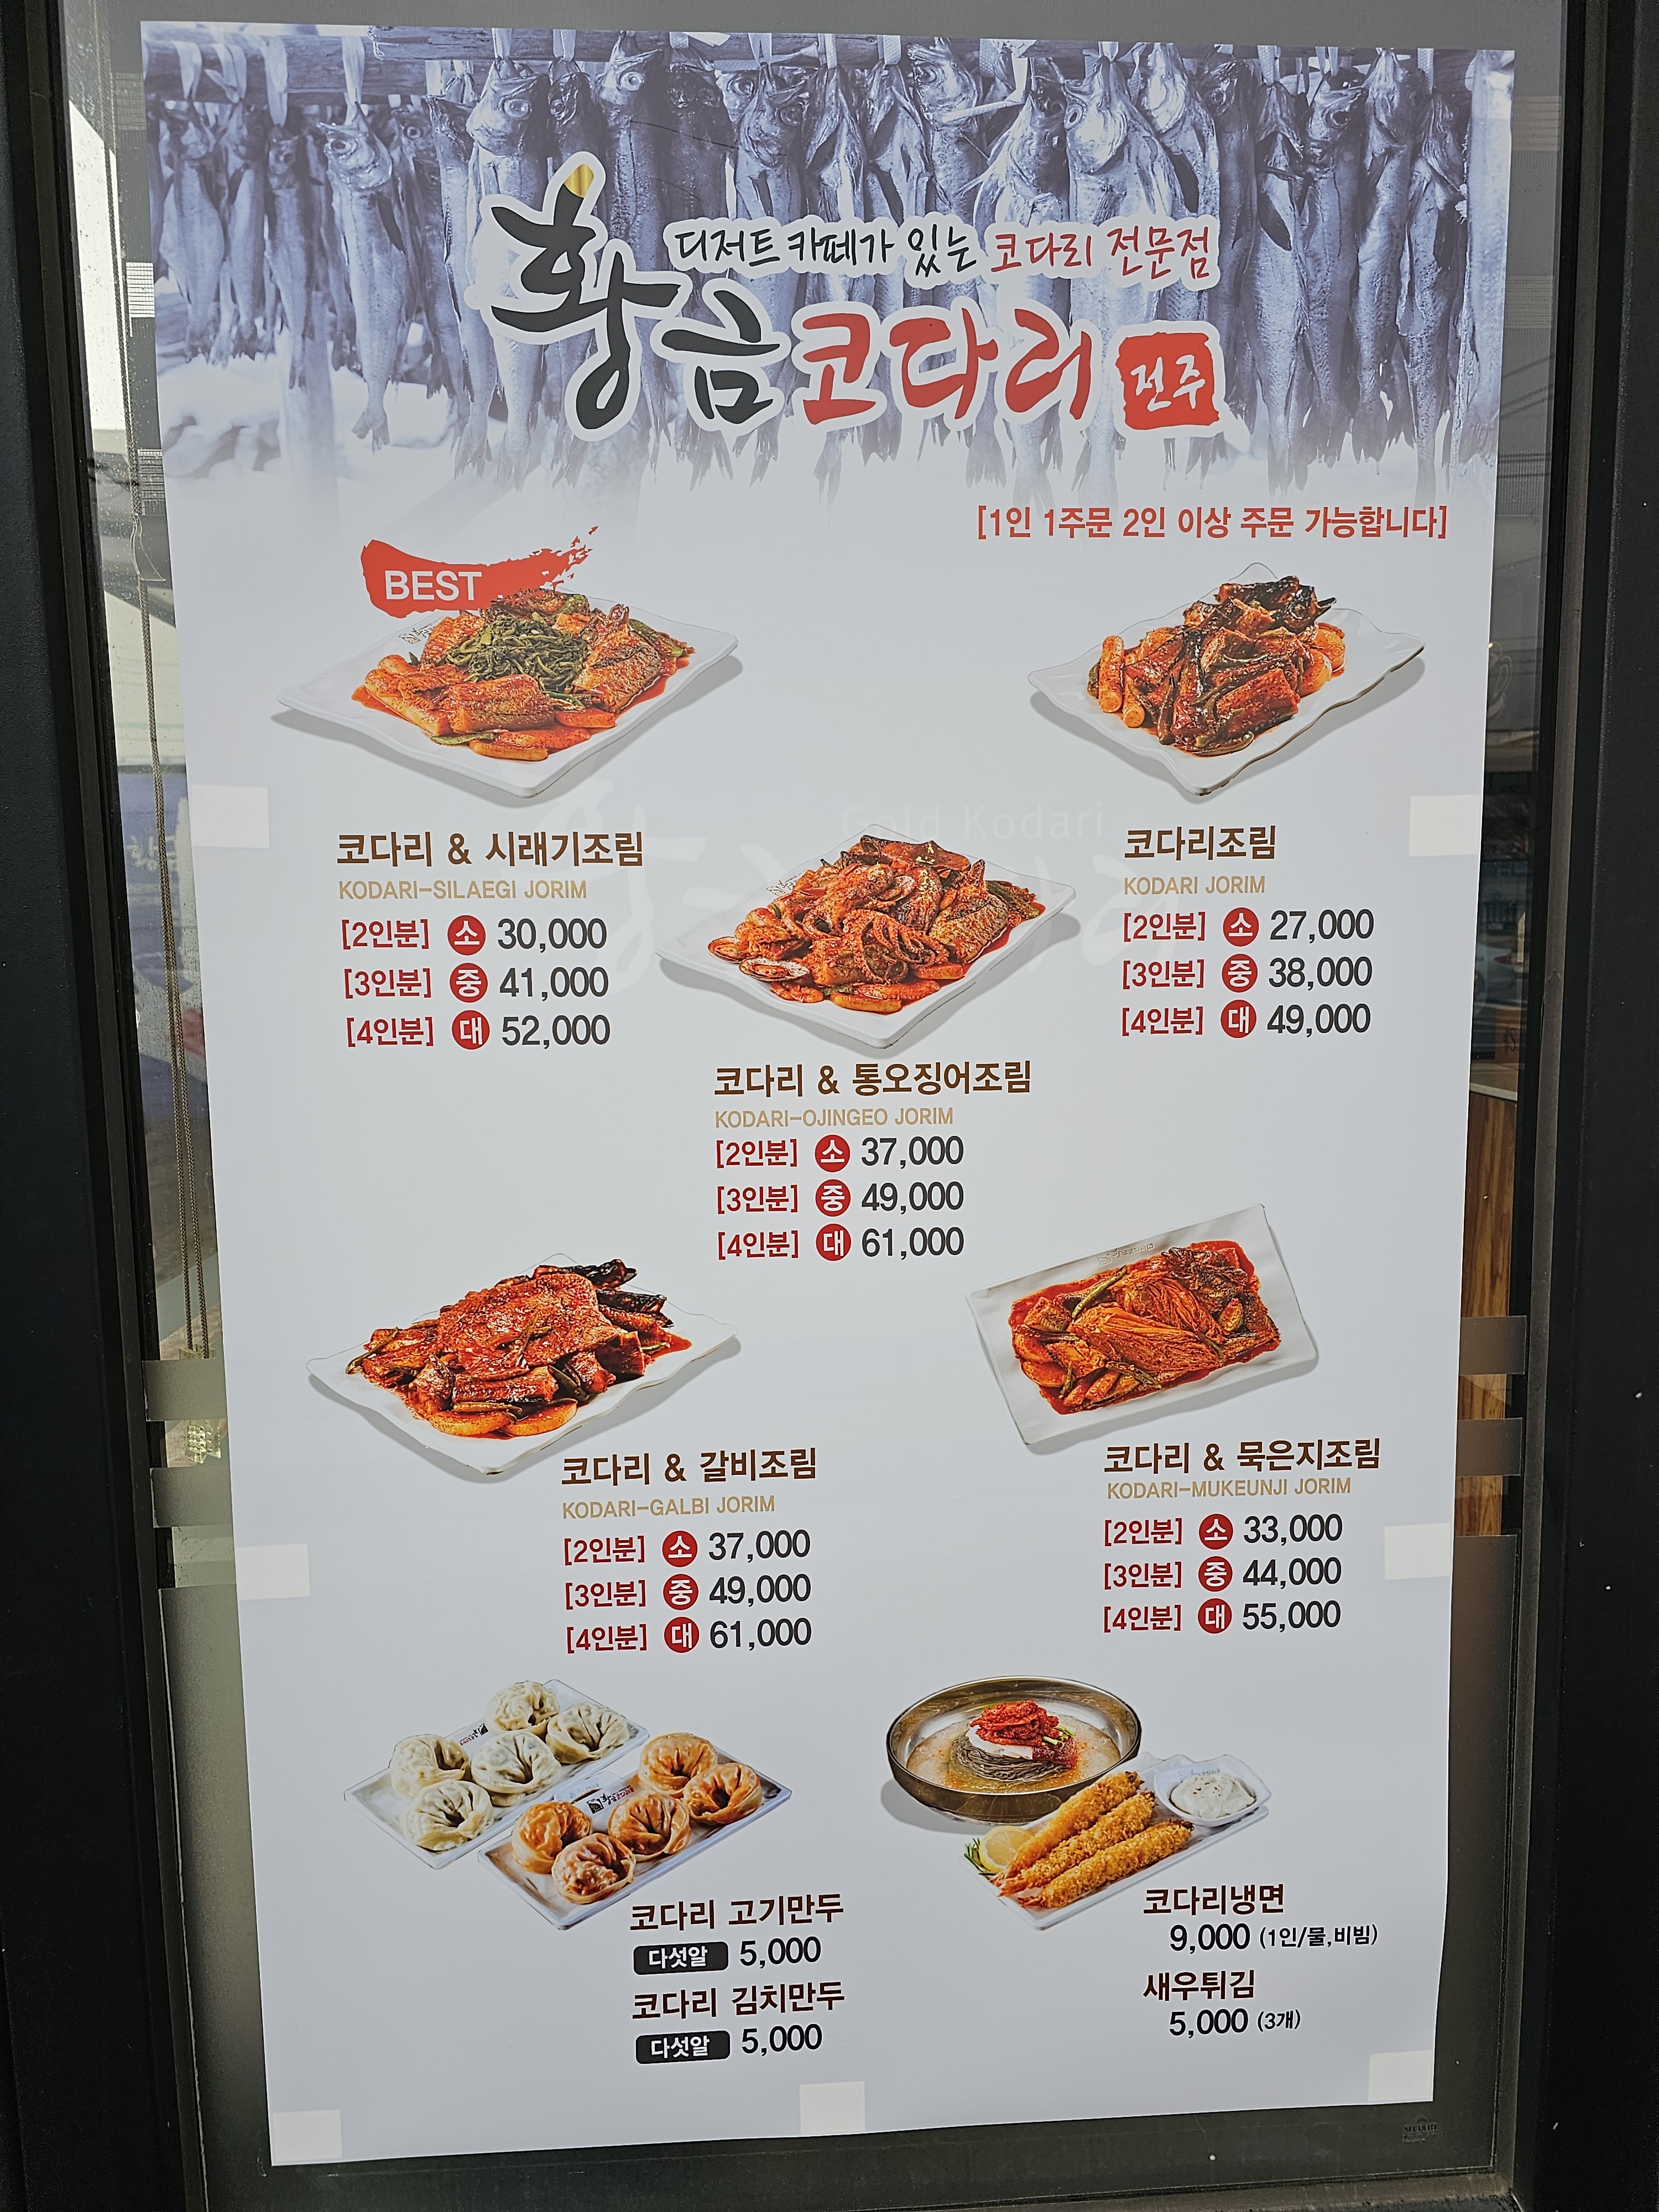 디저트 카페가 있는 코다리 전문점
황금코다리 전주
[1인 1주문 2인 이상 주문 가능합니다]
BEST
코다리 & 시래기조림
KODARI-SILAEGI JORIM
[2인분] 소 30,000
[3인분] 중 41,000
[4인분] 대 52,000
Gold Kodari
코다리조림
KODARI JORIM
[2인분] 소 27,000
[3인분] 중 38,000
[4인분] 대 49,000
코다리 & 통오징어조림
KODARI-OJINGEO JORIM
[2인분] 소 37,000
[3인분] 중 49,000
[4인분] 대 61,000
코다리 & 갈비조림
KODARI-GALBI JORIM
[2인분] 소 37,000
[3인분] 중 49,000
[4인분] 대 61,000
코다리 & 묵은지조림
KODARI-MUKEUNJI JORIM
[2인분] 소 33,000
[3인분] 중 44,000
[4인분] 대 55,000
코다리 고기만두
다섯알 5,000
코다리 김치만두
다섯알 5,000
코다리냉면
9,000 (1인/물,비빔)
새우튀김
5,000 (3개)